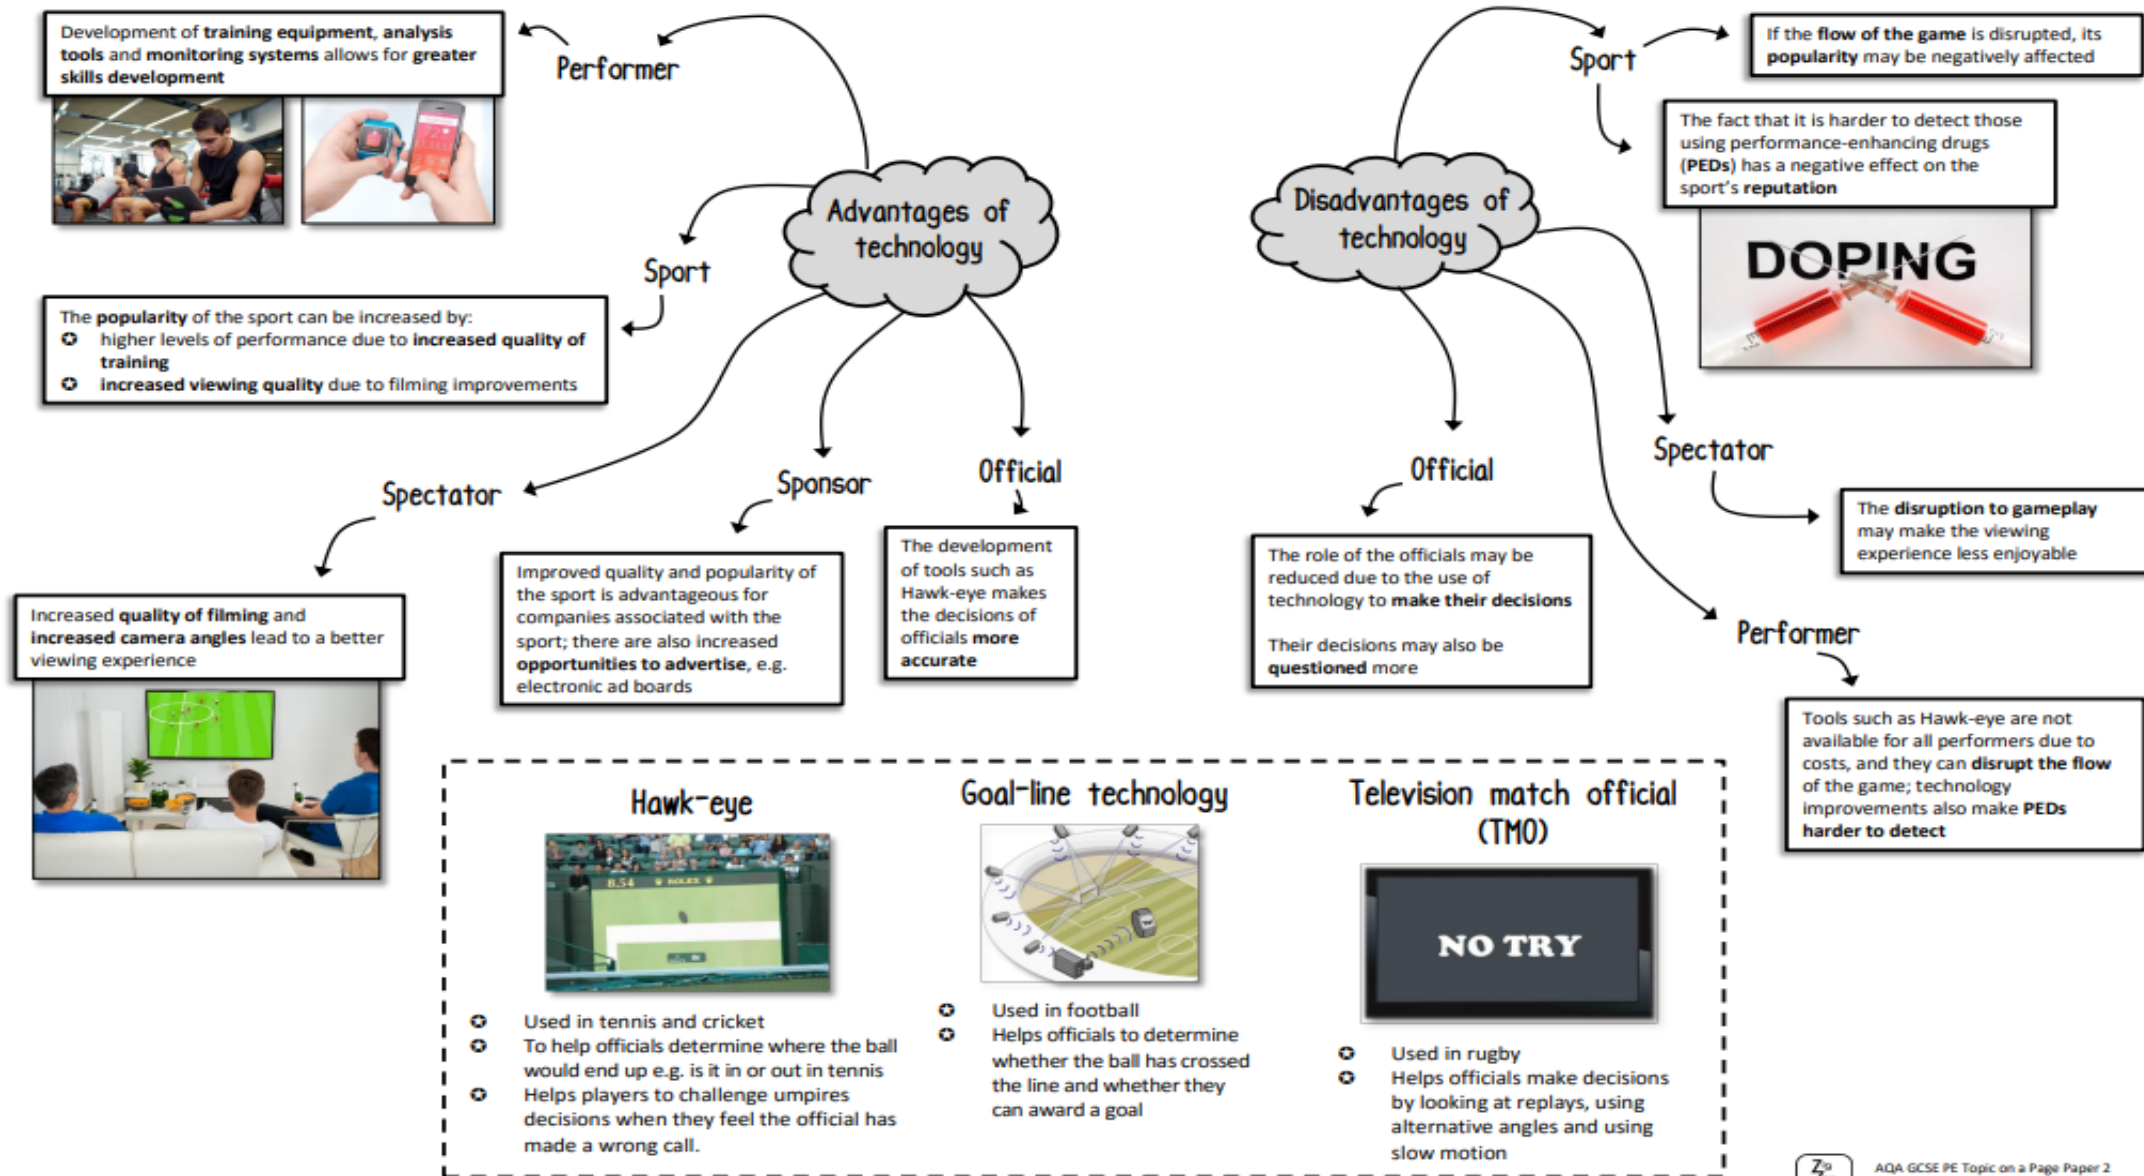 Development of training equipment, analysis
tools and monitoring systems allows for greater
skills development
Performer
Advantages of
technology
Sport
The popularity of the sport can be increased by:
✪ higher levels of performance due to increased quality of
training
✪ increased viewing quality due to filming improvements
Spectator
Increased quality of filming and
increased camera angles lead to a better
viewing experience
Sponsor
Improved quality and popularity of
the sport is advantageous for
companies associated with the
sport; there are also increased
opportunities to advertise, e.g.
electronic ad boards
Official
The development
of tools such as
Hawk-eye makes
the decisions of
officials more
accurate
Disadvantages of
technology
Sport
If the flow of the game is disrupted, its
popularity may be negatively affected
The fact that it is harder to detect those
using performance-enhancing drugs
(PEDs) has a negative effect on the
sport's reputation
DOPING
Official
The role of the officials may be
reduced due to the use of
technology to make their decisions
Their decisions may also be
questioned more
Spectator
The disruption to gameplay
may make the viewing
experience less enjoyable
Performer
Tools such as Hawk-eye are not
available for all performers due to
costs, and they can disrupt the flow
of the game; technology
improvements also make PEDs
harder to detect
Hawk-eye
8.54 ROLEX
✪ Used in tennis and cricket
✪ To help officials determine where the ball
would end up e.g. is it in or out in tennis
✪ Helps players to challenge umpires
decisions when they feel the official has
made a wrong call.
Goal-line technology
✪ Used in football
✪ Helps officials to determine
whether the ball has crossed
the line and whether they
can award a goal
Television match official
(TMO)
NO TRY
✪ Used in rugby
✪ Helps officials make decisions
by looking at replays, using
alternative angles and using
slow motion
AQA GCSE PE Topic on a Page Paper 2